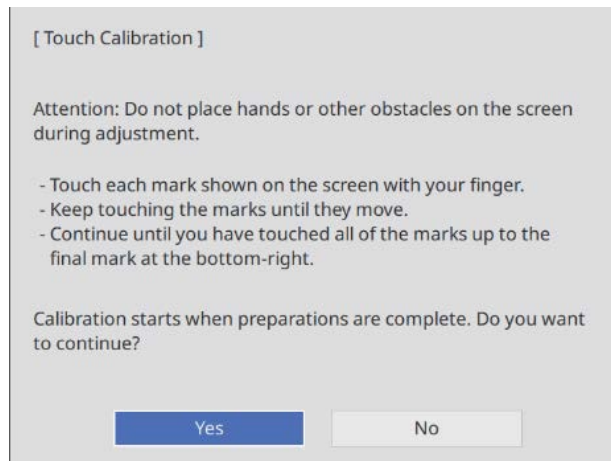 [ Touch Calibration ]
Attention: Do not place hands or other obstacles on the screen
during adjustment.
- Touch each mark shown on the screen with your finger.
- Keep touching the marks until they move.
- Continue until you have touched all of the marks up to the
final mark at the bottom-right.
Calibration starts when preparations are complete. Do you want
to continue?
Yes
No